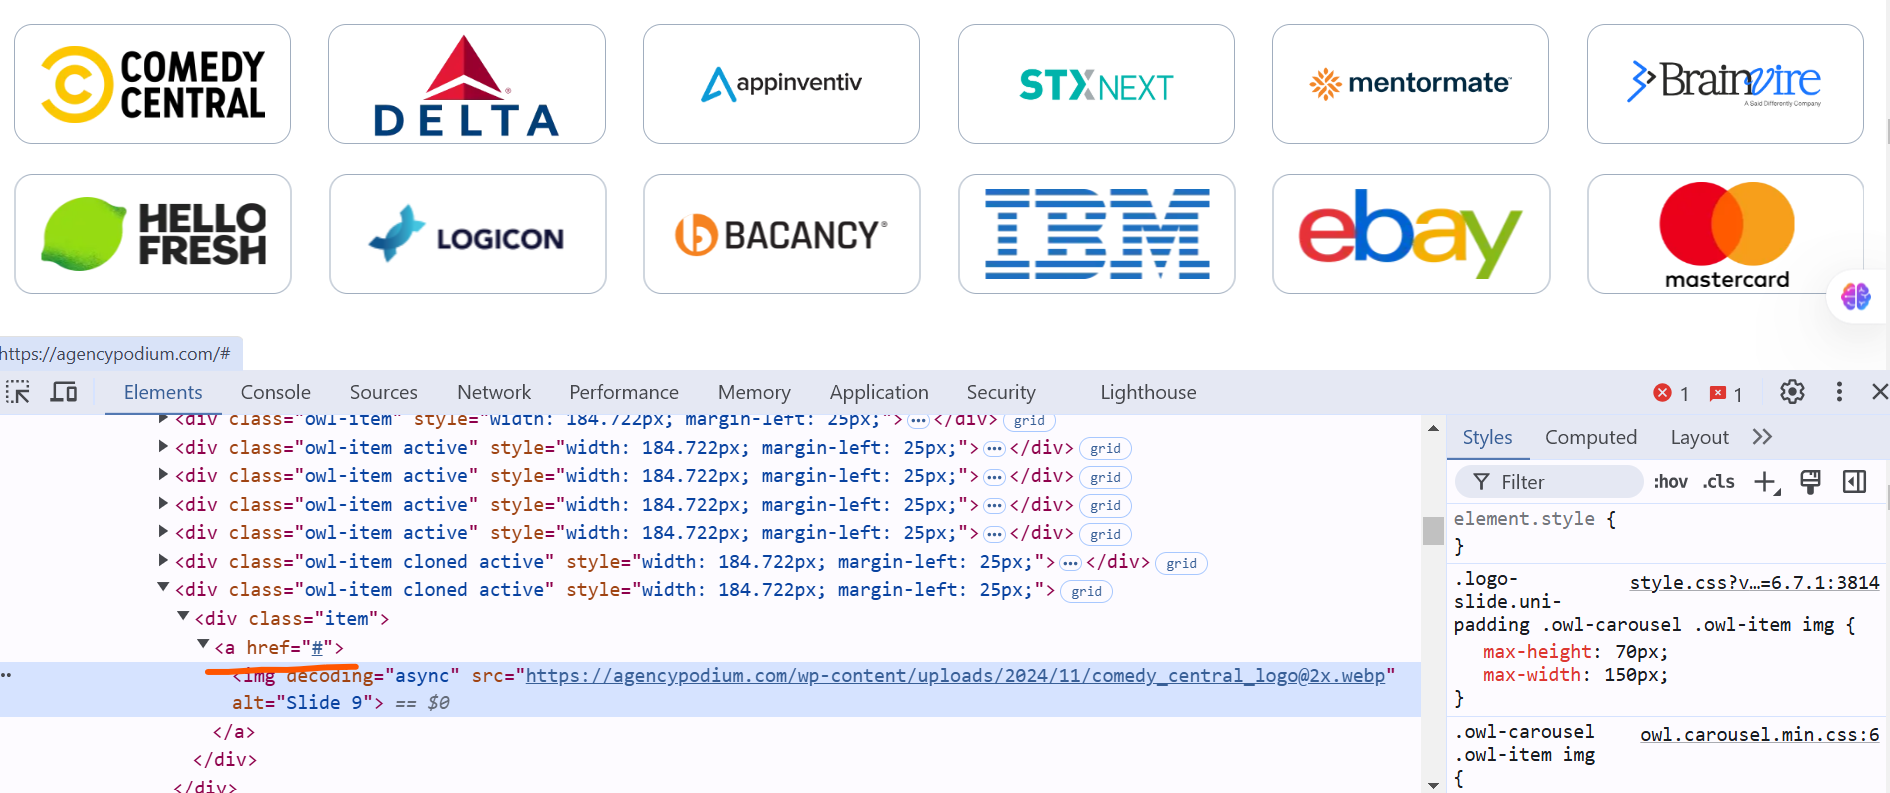 COMEDY
CENTRAL
DELTA
appinventiv
STXNEXT
mentormate
Brainvire
A Said Differently Company
HELLO
FRESH
LOGICON
BACANCY®
IBM
ebay
mastercard
https://agencypodium.com/#
Elements Console Sources Network Performance Memory Application Security Lighthouse 1 1
<div class="owl-item" style="width: 184.722px; margin-left: 25px;">…</div> grid
<div class="owl-item active" style="width: 184.722px; margin-left: 25px;">…</div> grid
<div class="owl-item active" style="width: 184.722px; margin-left: 25px;">…</div> grid
<div class="owl-item active" style="width: 184.722px; margin-left: 25px;">…</div> grid
<div class="owl-item active" style="width: 184.722px; margin-left: 25px;">…</div> grid
<div class="owl-item cloned active" style="width: 184.722px; margin-left: 25px;">…</div> grid
<div class="owl-item cloned active" style="width: 184.722px; margin-left: 25px;"> grid
<div class="item">
<a href="#">
<img decoding="async" src="https://agencypodium.com/wp-content/uploads/2024/11/comedy_central_logo@2x.webp"
alt="Slide 9"> == $0
</a>
</div>
</div>
Styles Computed Layout
Filter :hov .cls
element.style {
}
.logo- style.css?v…=6.7.1:3814
slide.uni-
padding .owl-carousel .owl-item img {
max-height: 70px;
max-width: 150px;
}
.owl-carousel owl.carousel.min.css:6
.owl-item img
{